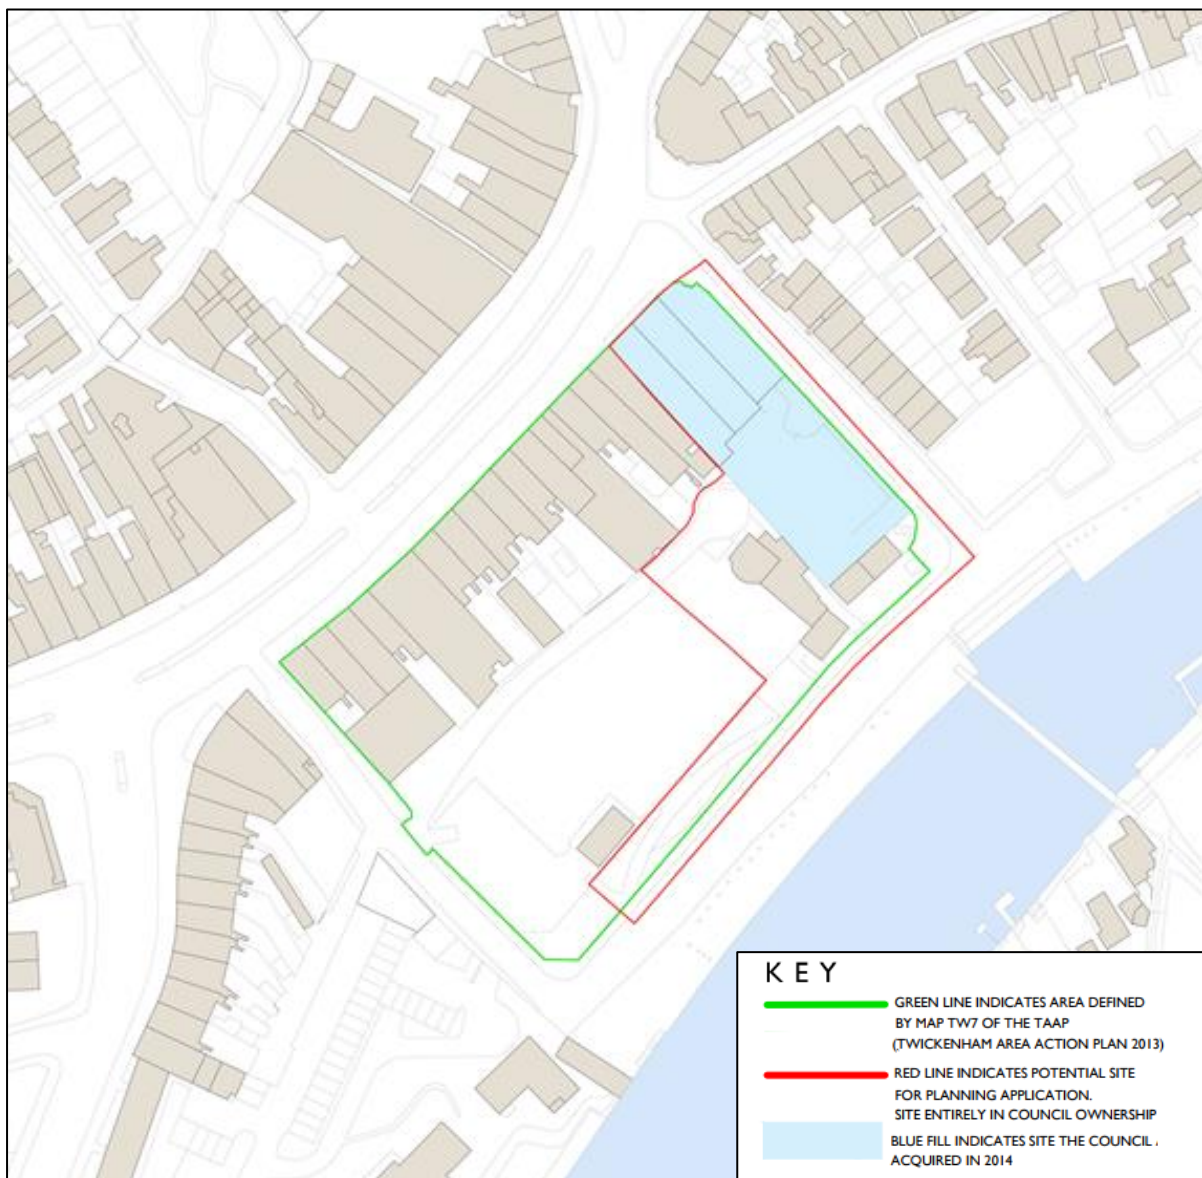 KEY
GREEN LINE INDICATES AREA DEFINED
BY MAP TW7 OF THE TAAP
(TWICKENHAM AREA ACTION PLAN 2013)
RED LINE INDICATES POTENTIAL SITE
FOR PLANNING APPLICATION.
SITE ENTIRELY IN COUNCIL OWNERSHIP
BLUE FILL INDICATES SITE THE COUNCIL
ACQUIRED IN 2014